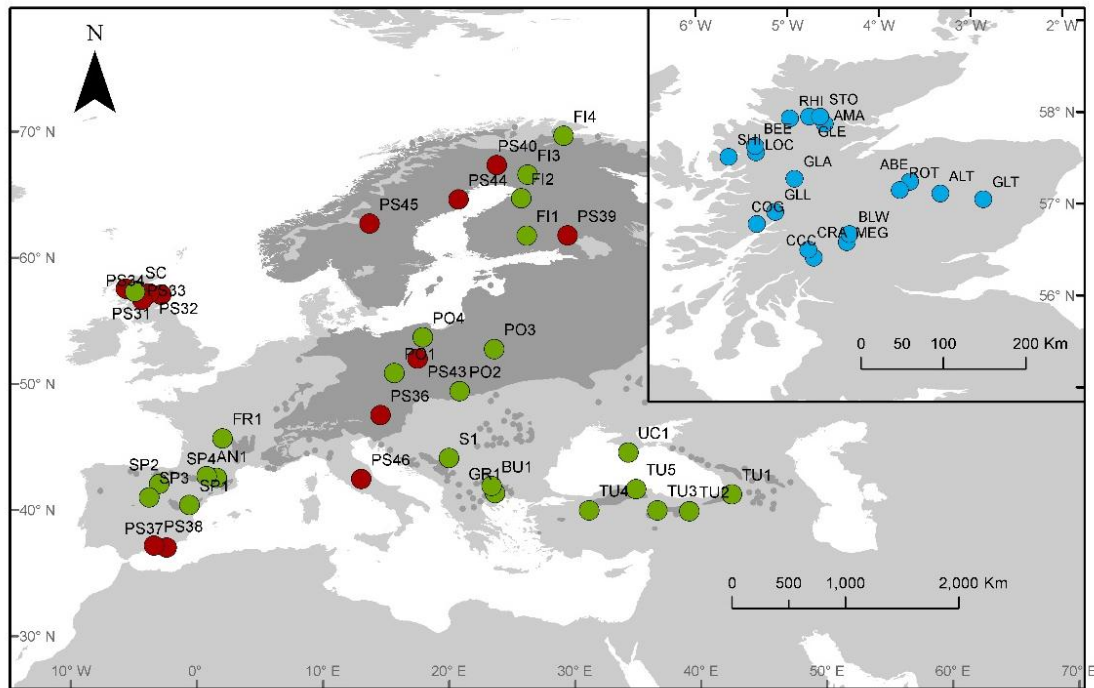 6° W 5° W 4° W 3° W 2° W
N
RHI STO
58° N
BEE AMA
GLE
SHI LOC
FI4
70° N
PS40 FI3
GLA ABE ROT ALT GLT
PS44 FI2
GLL
57° N
PS45 FI1 PS39
COG BLW
CRA MEG
CCC
60° N
PS34 SC
PS33
56° N
PS31 PS32
0 50 100 200 Km
PO4 PO3
PO1
50° N
PS43 PO2
PS36
FR1
S1 UC1
SP2 SP4 AN1 PS46
SP3 SP1 GR1 BU1 TU5 TU1
TU4 TU3 TU2
40° N
PS37 PS38
0 500 1,000 2,000 Km
30° N
10° W 0° 10° E 20° E 30° E 40° E 50° E 60° E 70° E